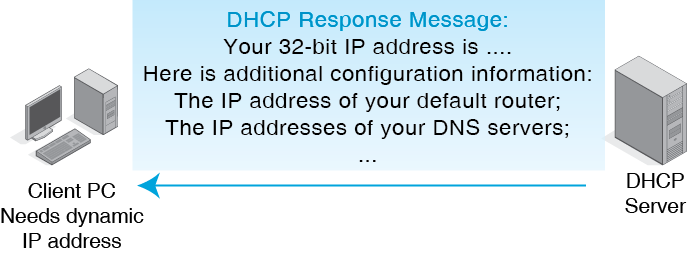 DHCP Response Message:
Your 32-bit IP address is ....
Here is additional configuration information:
The IP address of your default router;
The IP addresses of your DNS servers;
...
Client PC
Needs dynamic
IP address
DHCP
Server